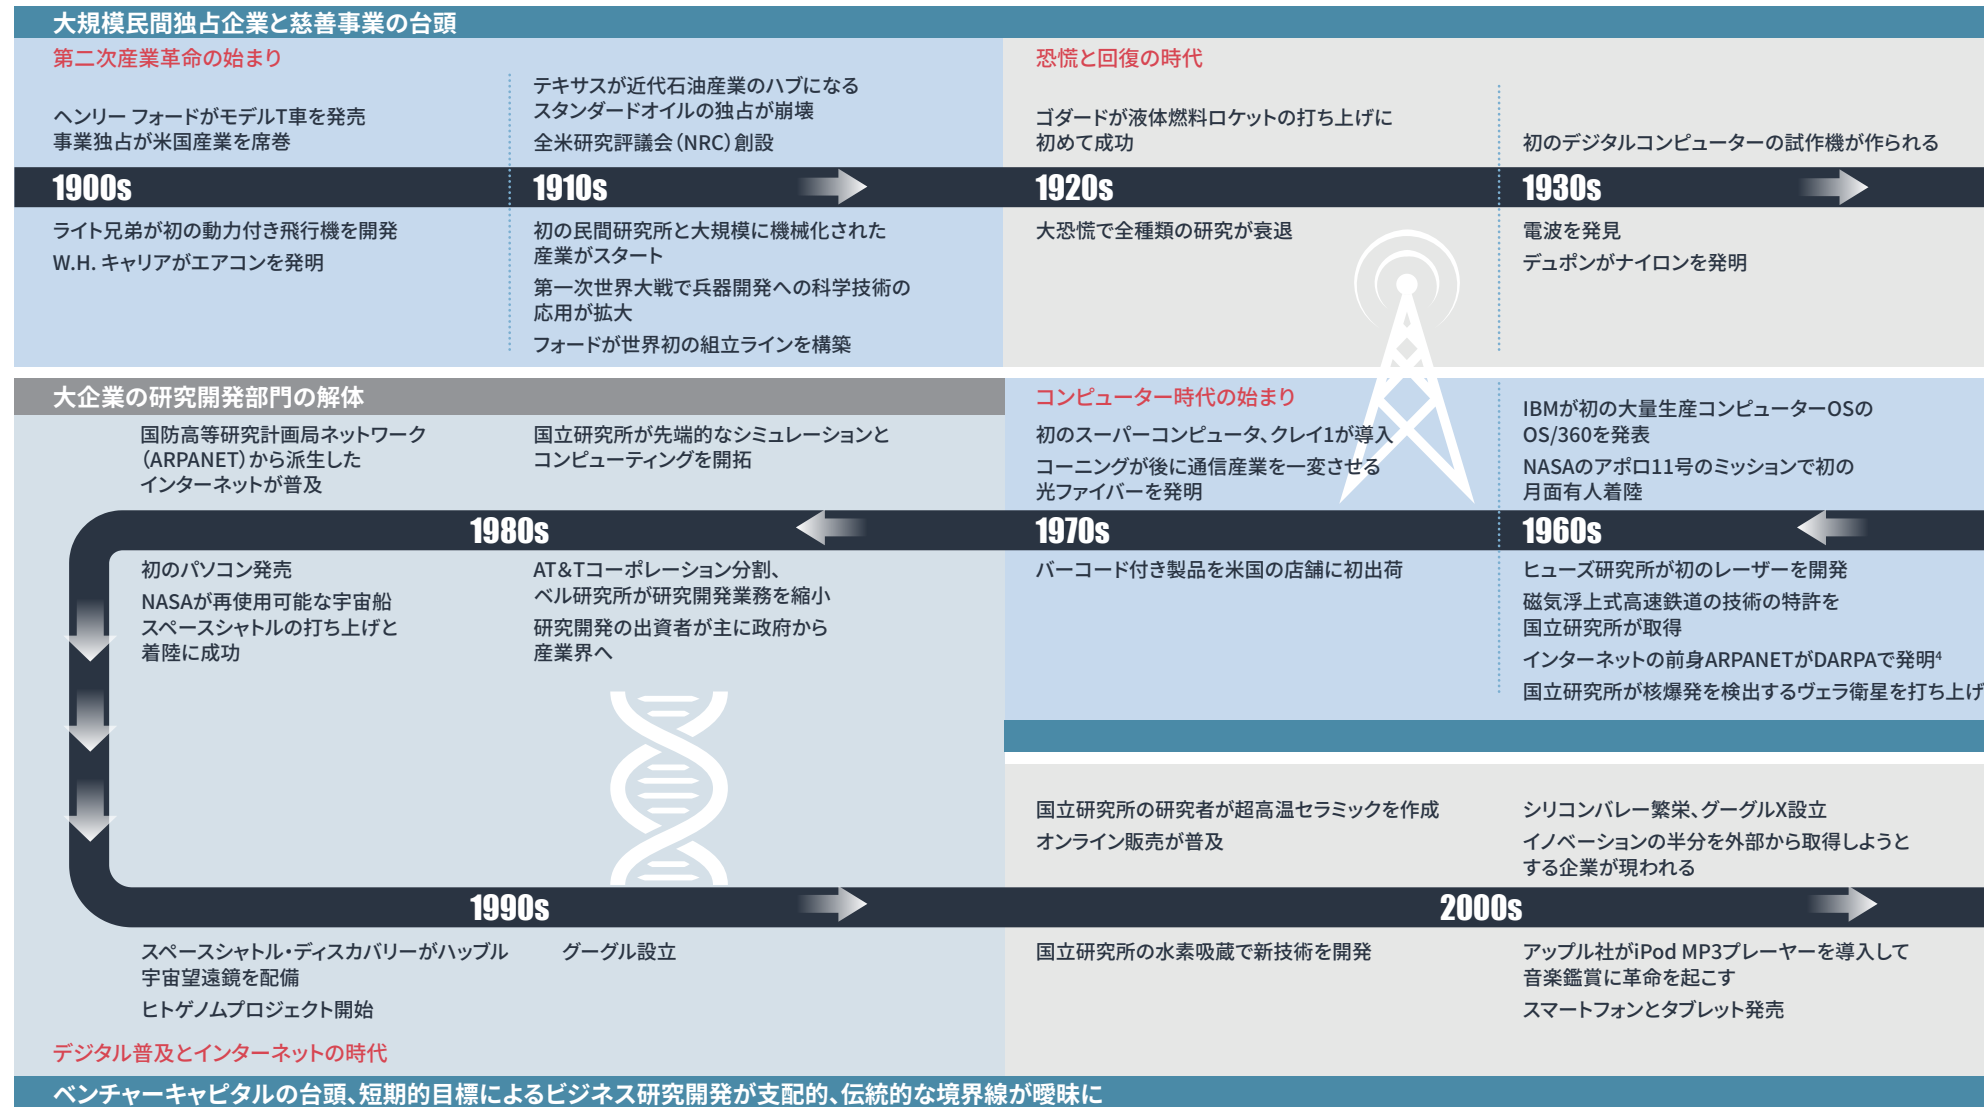 大規模民間独占企業と慈善事業の台頭
第二次産業革命の始まり
ヘンリー フォードがモデルT車を発売
事業独占が米国産業を席巻
テキサスが近代石油産業のハブになる
スタンダードオイルの独占が崩壊
全米研究評議会（NRC）創設
恐慌と回復の時代
ゴダードが液体燃料ロケットの打ち上げに
初めて成功
初のデジタルコンピューターの試作機が作られる
1900s
1910s
1920s
1930s
ライト兄弟が初の動力付き飛行機を開発
W.H. キャリアがエアコンを発明
初の民間研究所と大規模に機械化された
産業がスタート
第一次世界大戦で兵器開発への科学技術の
応用が拡大
フォードが世界初の組立ラインを構築
大恐慌で全種類の研究が衰退
電波を発見
デュポンがナイロンを発明
大企業の研究開発部門の解体
国防高等研究計画局ネットワーク
（ARPANET）から派生した
インターネットが普及
国立研究所が先端的なシミュレーションと
コンピューティングを開拓
コンピューター時代の始まり
初のスーパーコンピュータ、クレイ1が導入
コーニングが後に通信産業を一変させる
光ファイバーを発明
IBMが初の大量生産コンピューターOSの
OS/360を発表
NASAのアポロ11号のミッションで初の
月面有人着陸
1980s
1970s
1960s
初のパソコン発売
NASAが再使用可能な宇宙船
スペースシャトルの打ち上げと
着陸に成功
AT&Tコーポレーション分割、
ベル研究所が研究開発業務を縮小
研究開発の出資者が主に政府から
産業界へ
バーコード付き製品を米国の店舗に初出荷
ヒューズ研究所が初のレーザーを開発
磁気浮上式高速鉄道の技術の特許を
国立研究所が取得
インターネットの前身ARPANETがDARPAで発明⁴
国立研究所が核爆発を検出するヴェラ衛星を打ち上げ
国立研究所の研究者が超高温セラミックを作成
オンライン販売が普及
シリコンバレー繁栄、グーグルX設立
イノベーションの半分を外部から取得しようと
する企業が現われる
1990s
2000s
スペースシャトル・ディスカバリーがハッブル
宇宙望遠鏡を配備
ヒトゲノムプロジェクト開始
グーグル設立
国立研究所の水素吸蔵で新技術を開発
アップル社がiPod MP3プレーヤーを導入して
音楽鑑賞に革命を起こす
スマートフォンとタブレット発売
デジタル普及とインターネットの時代
ベンチャーキャピタルの台頭、短期的目標によるビジネス研究開発が支配的、伝統的な境界線が曖昧に